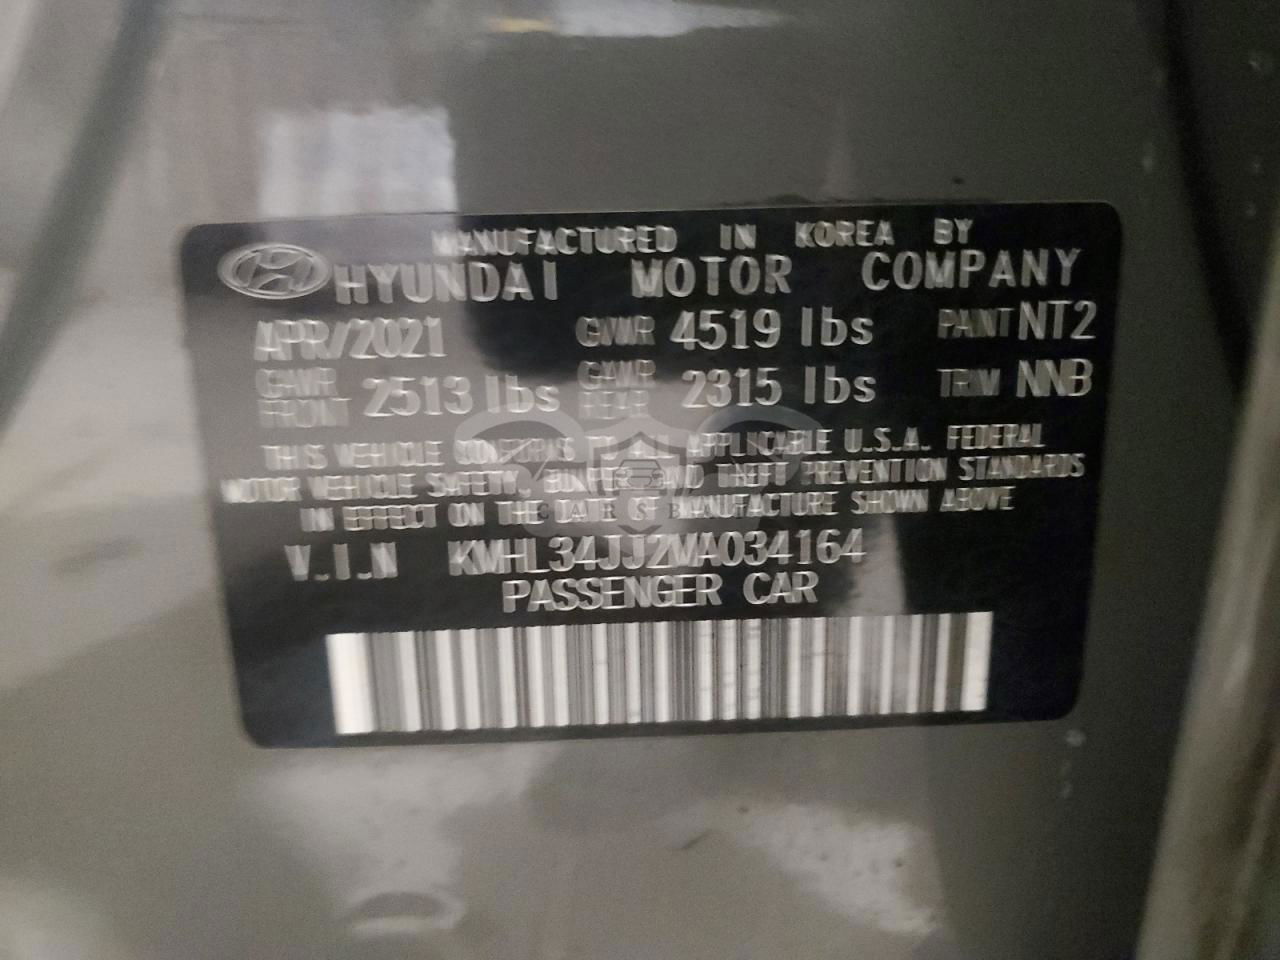 MANUFACTURED IN KOREA BY
HYUNDAI MOTOR COMPANY
APR/2021 GVWR 4519 lbs PAINT NT2
GAWR FRONT 2513 lbs GAWR REAR 2315 lbs TRIM NNB
THIS VEHICLE CONFORMS TO ALL APPLICABLE U.S.A. FEDERAL
MOTOR VEHICLE SAFETY, BUMPER, AND THEFT PREVENTION STANDARDS
IN EFFECT ON THE DATE OF MANUFACTURE SHOWN ABOVE
V.I.N KMHL34JJ2MA034164
PASSENGER CAR